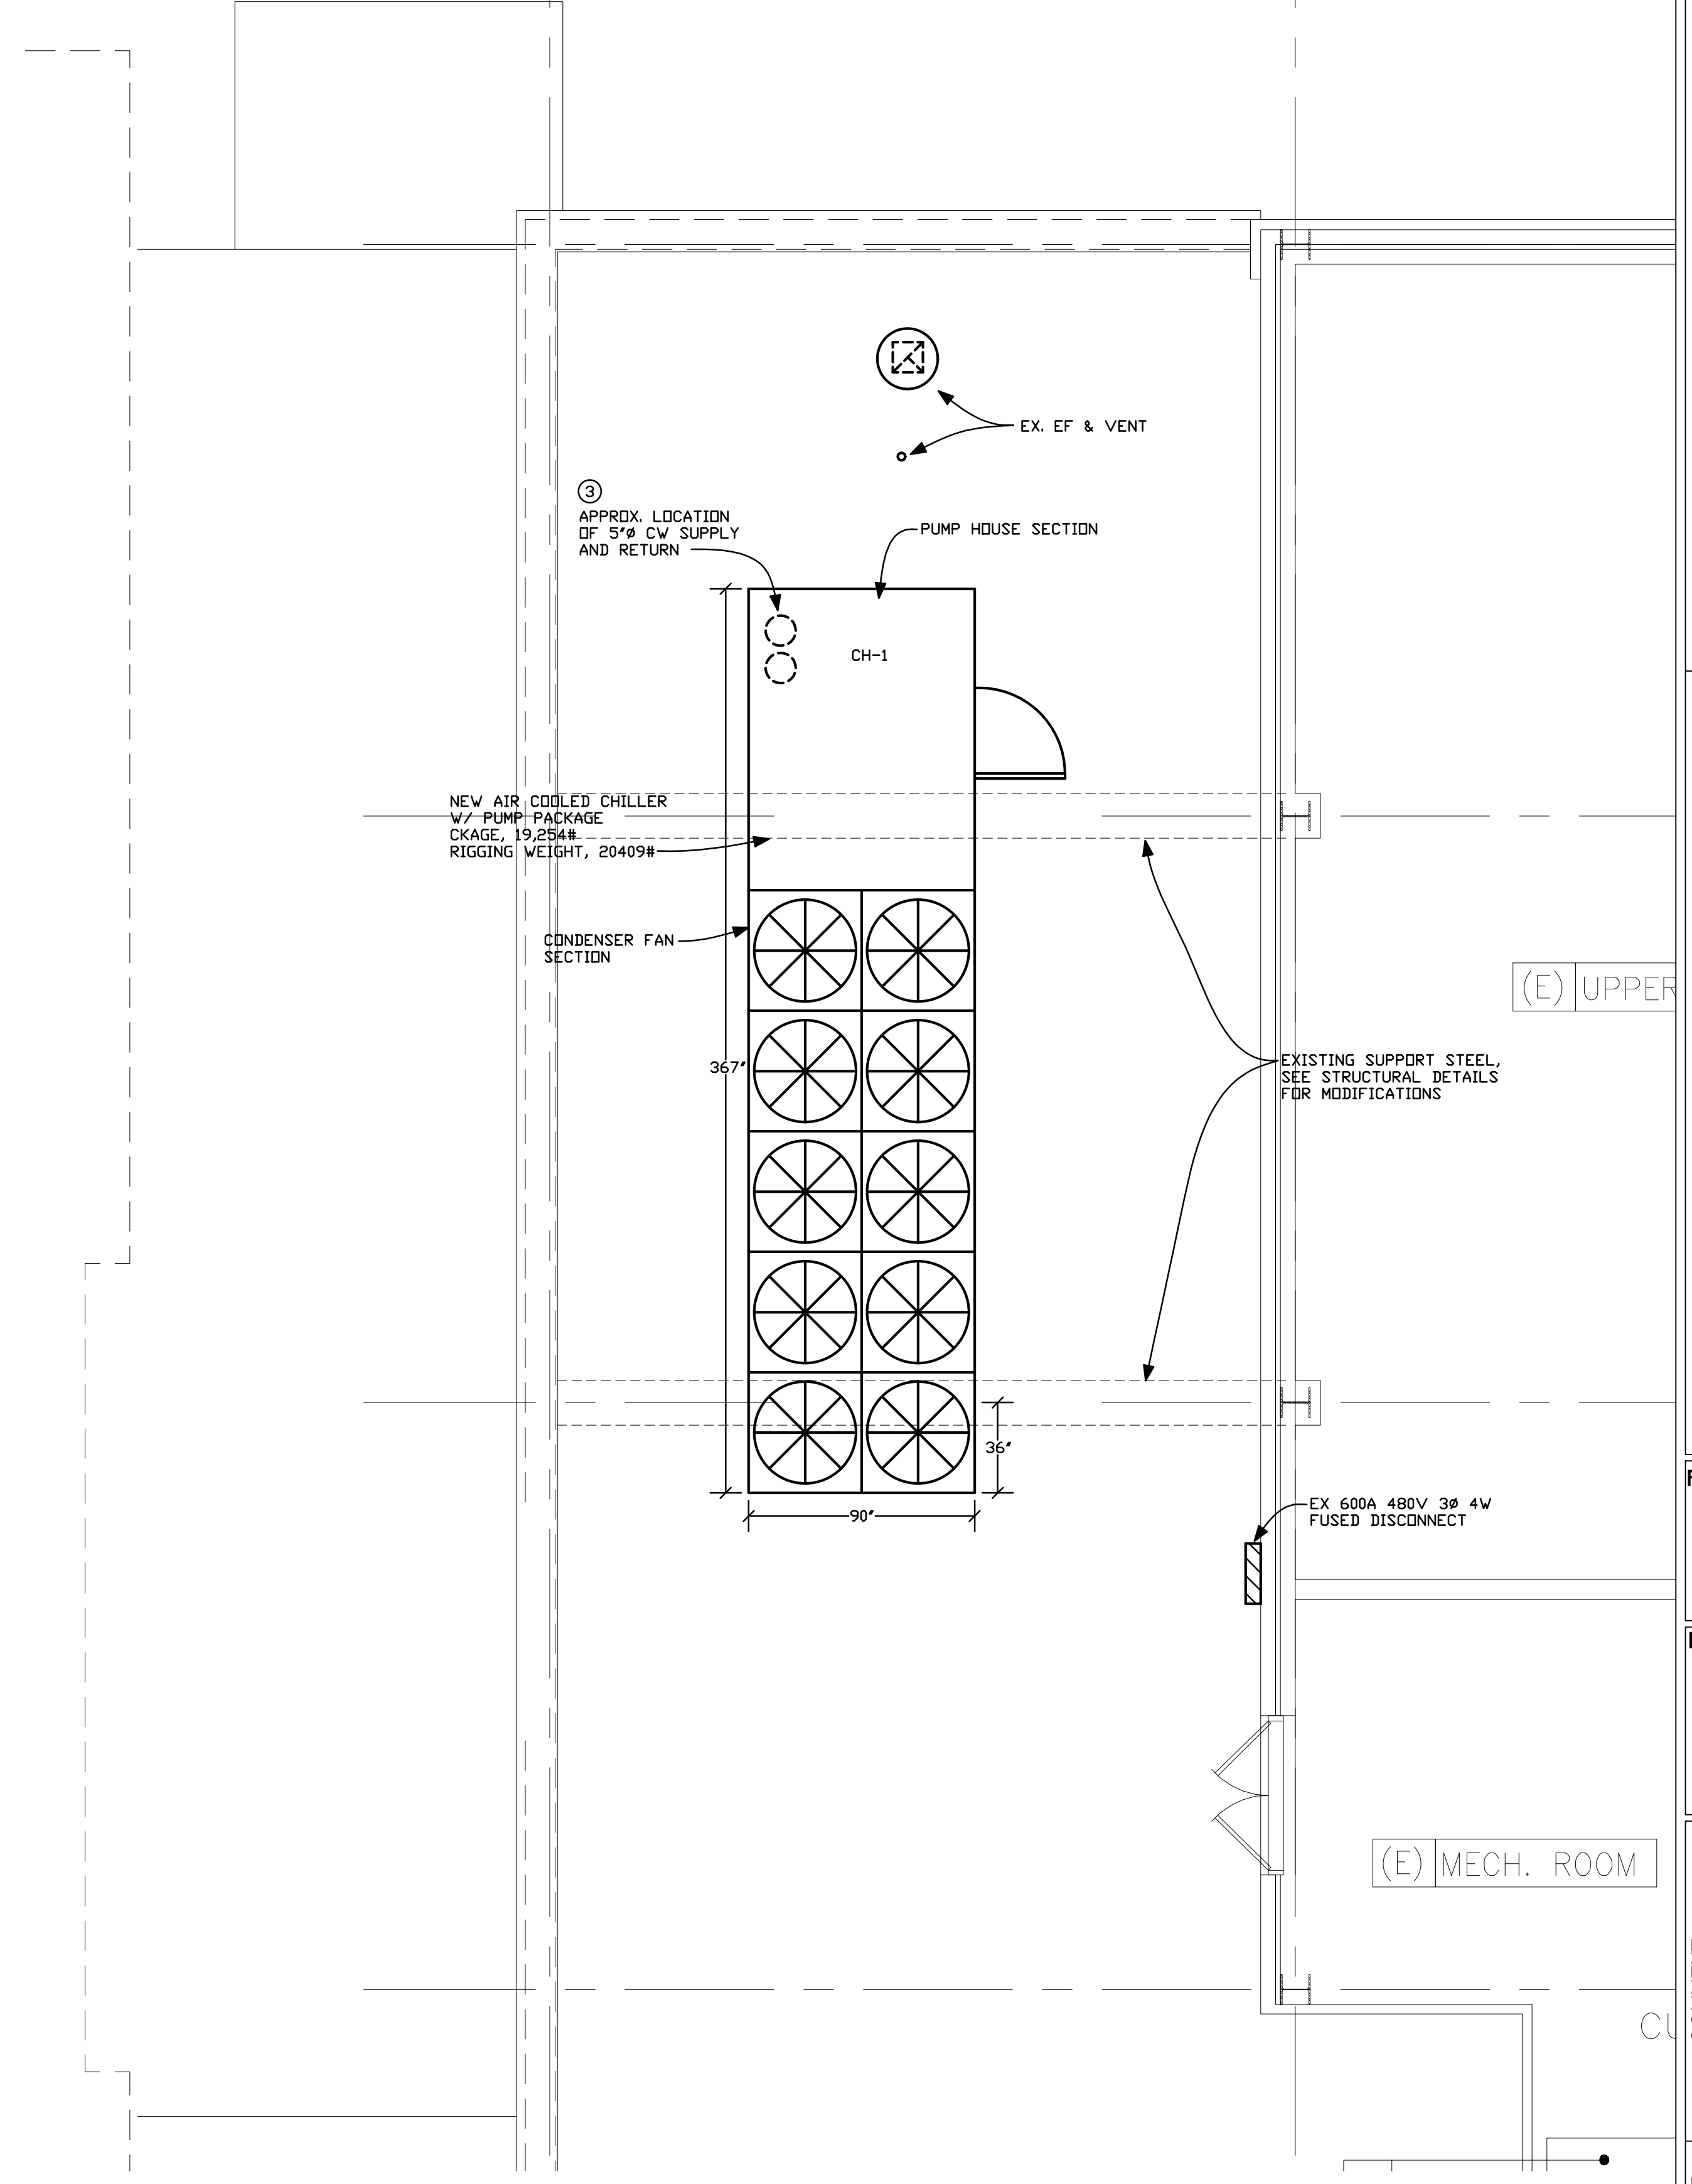 EX. EF & VENT
3
APPROX. LOCATION
OF 5"Ø CW SUPPLY
AND RETURN
PUMP HOUSE SECTION
CH-1
NEW AIR COOLED CHILLER
W/ PUMP PACKAGE
CKAGE, 19,254#
RIGGING WEIGHT, 20409#
CONDENSER FAN
SECTION
(E) UPPER
367"
EXISTING SUPPORT STEEL,
SEE STRUCTURAL DETAILS
FOR MODIFICATIONS
36"
90"
EX 600A 480V 3Ø 4W
FUSED DISCONNECT
(E) MECH. ROOM
CU